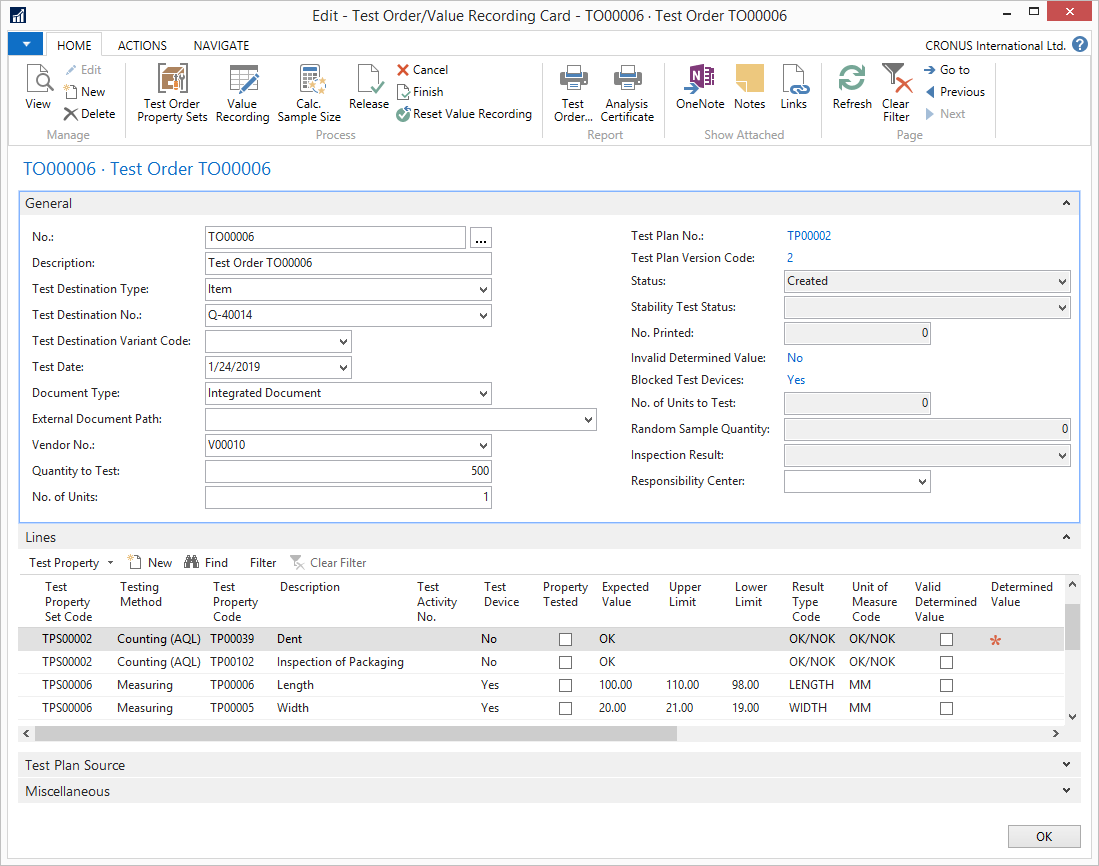 Edit - Test Order/Value Recording Card - TO00006 · Test Order TO00006
HOME ACTIONS NAVIGATE CRONUS International Ltd. ?
View
Edit
New
Delete
Manage
Test Order Property Sets
Value Recording
Calc. Sample Size
Release
Cancel
Finish
Reset Value Recording
Process
Test Order...
Analysis Certificate
Report
OneNote
Notes
Links
Show Attached
Refresh
Clear Filter
Go to
Previous
Next
Page
TO00006 · Test Order TO00006
General
No.: TO00006 ...
Description: Test Order TO00006
Test Destination Type: Item
Test Destination No.: Q-40014
Test Destination Variant Code:
Test Date: 1/24/2019
Document Type: Integrated Document
External Document Path:
Vendor No.: V00010
Quantity to Test: 500
No. of Units: 1
Test Plan No.: TP00002
Test Plan Version Code: 2
Status: Created
Stability Test Status:
No. Printed: 0
Invalid Determined Value: No
Blocked Test Devices: Yes
No. of Units to Test: 0
Random Sample Quantity: 0
Inspection Result:
Responsibility Center:
Lines
Test Property New Find Filter Clear Filter
Test Property Set Code Testing Method Test Property Code Description Test Activity No. Test Device Property Tested Expected Value Upper Limit Lower Limit Result Type Code Unit of Measure Code Valid Determined Value Determined Value
TPS00002 Counting (AQL) TP00039 Dent No OK OK/NOK OK/NOK *
TPS00002 Counting (AQL) TP00102 Inspection of Packaging No OK OK/NOK OK/NOK
TPS00006 Measuring TP00006 Length Yes 100.00 110.00 98.00 LENGTH MM
TPS00006 Measuring TP00005 Width Yes 20.00 21.00 19.00 WIDTH MM
Test Plan Source
Miscellaneous
OK